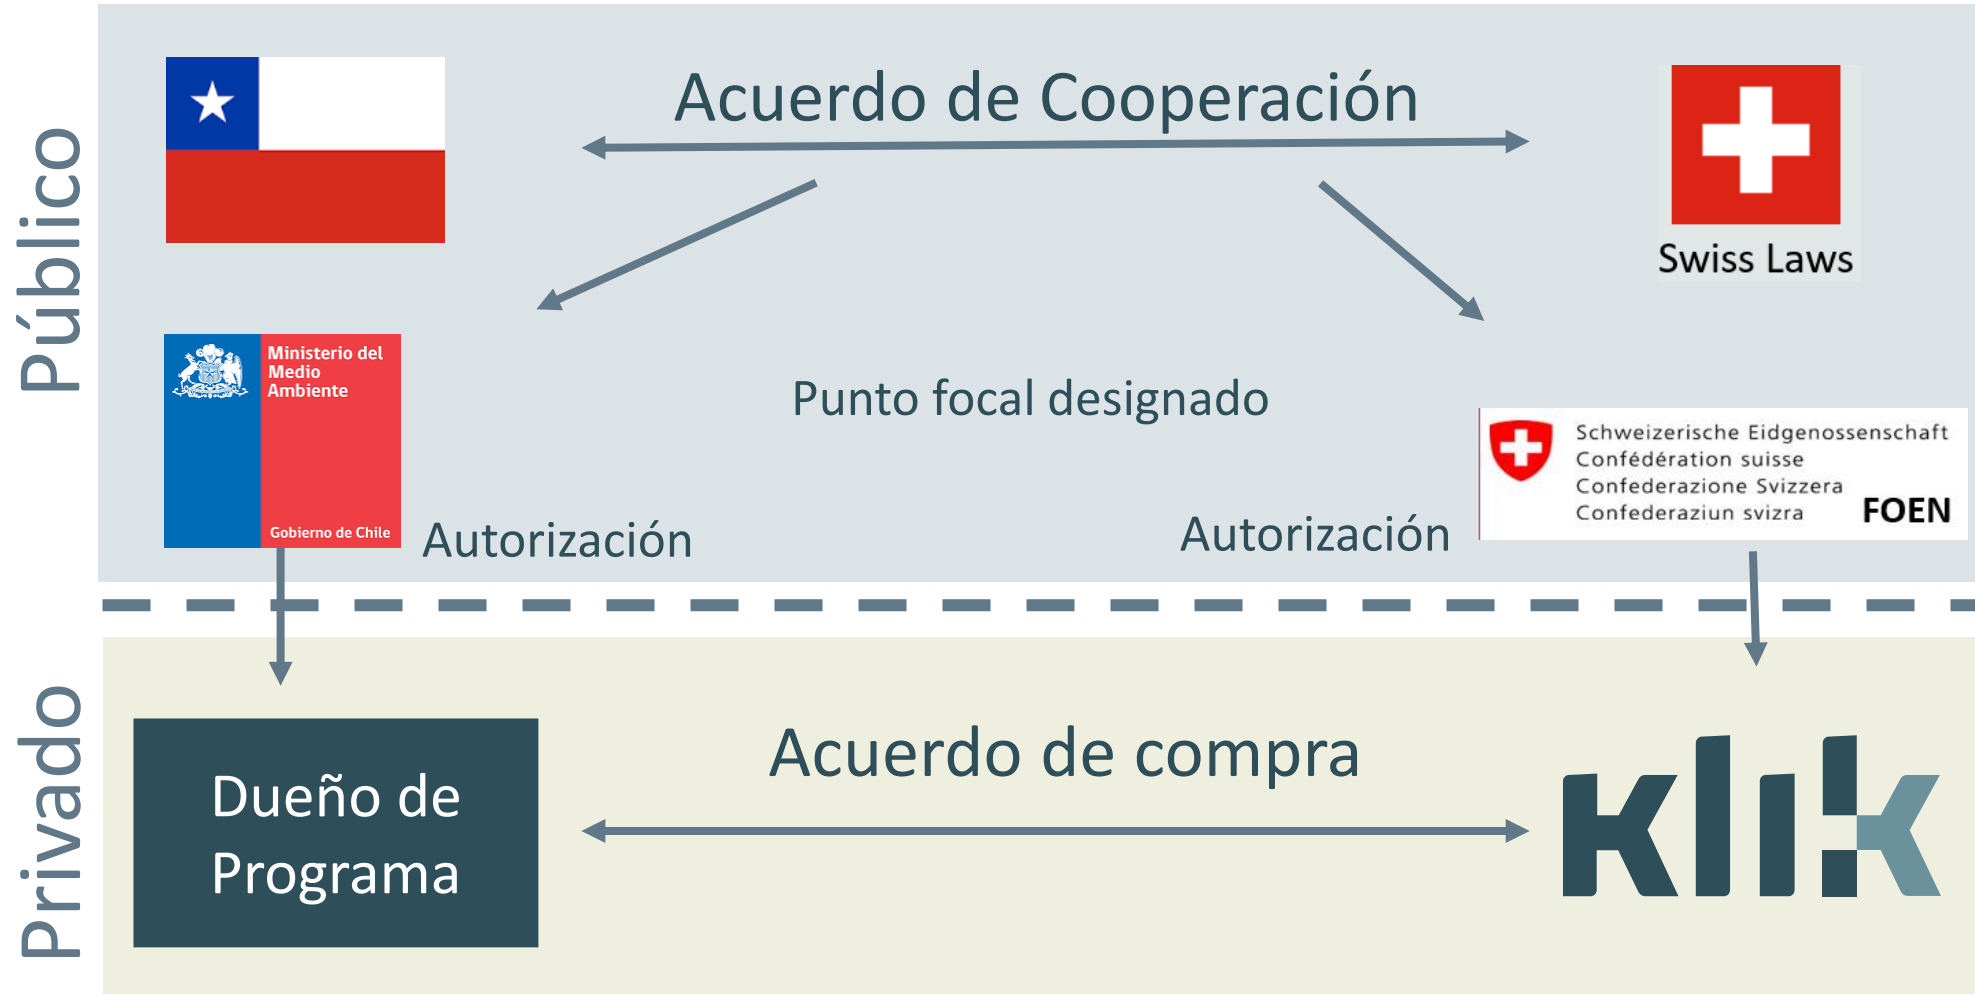 Público
Acuerdo de Cooperación
Swiss Laws
Ministerio del
Medio
Ambiente
Gobierno de Chile
Punto focal designado
Schweizerische Eidgenossenschaft
Confédération suisse
Confederazione Svizzera
Confederaziun svizra
FOEN
Autorización
Autorización
Privado
Dueño de
Programa
Acuerdo de compra
klik